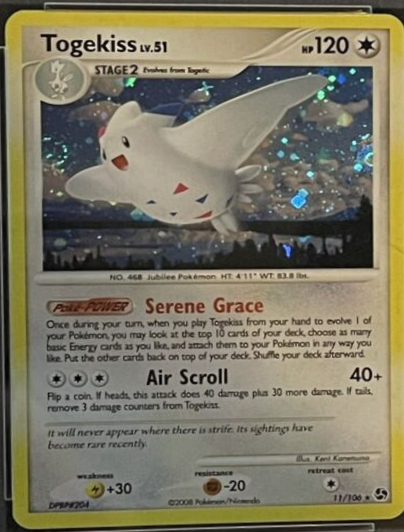 Togekiss LV.51 HP 120
STAGE2 Evolves from Togetic
NO. 468 Jubilee Pokémon HT: 4'11" WT: 83.8 lbs.
POKé-POWER Serene Grace
Once during your turn, when you play Togekiss from your hand to evolve 1 of
your Pokémon, you may look at the top 10 cards of your deck, choose as many
basic Energy cards as you like, and attach them to your Pokémon in any way you
like. Put the other cards back on top of your deck. Shuffle your deck afterward.
Air Scroll 40+
Flip a coin. If heads, this attack does 40 damage plus 30 more damage. If tails,
remove 3 damage counters from Togekiss.
It will never appear where there is strife. Its sightings have
become rare recently.
Illus. Kent Kanetsuna
weakness resistance retreat cost
+30 -20
DPBP#204 ©2008 Pokémon/Nintendo 11/106